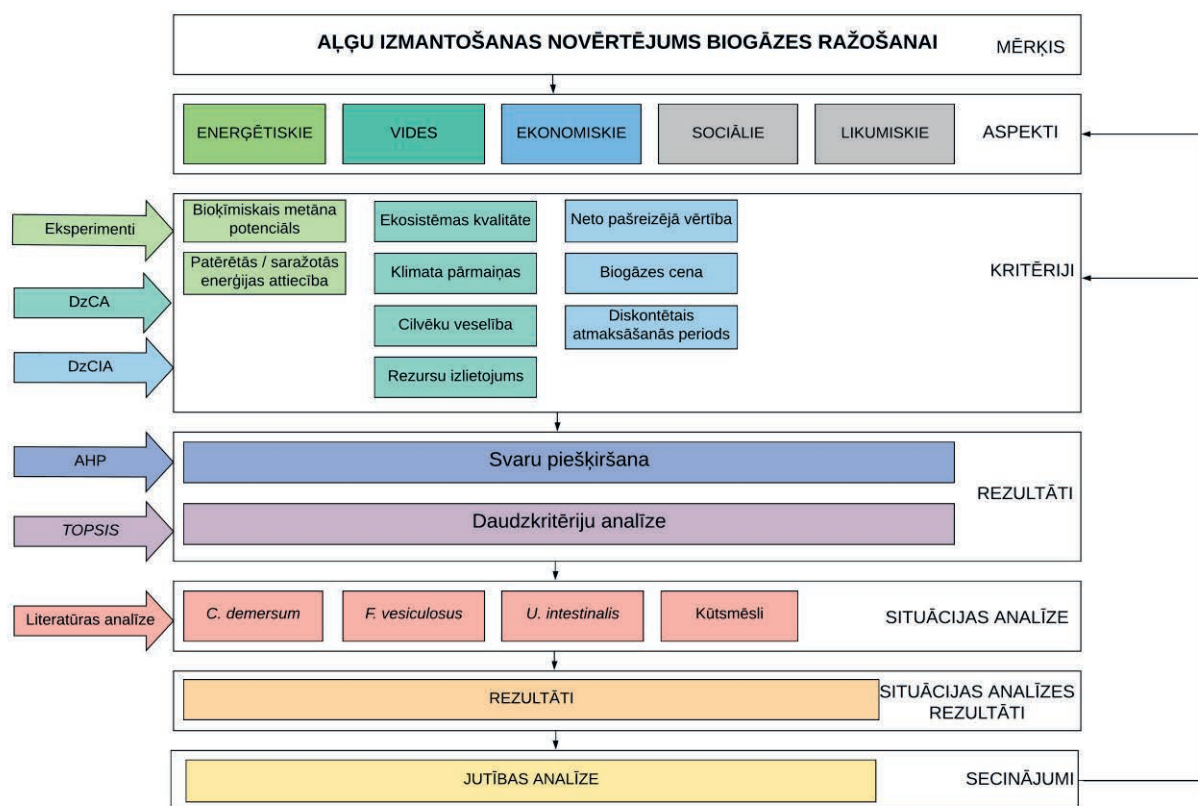 AĻĢU IZMANTOŠANAS NOVĒRTĒJUMS BIOGĀZES RAŽOŠANAI
MĒRĶIS
ENERĢĒTISKIE
VIDES
EKONOMISKIE
SOCIĀLIE
LIKUMISKIE
ASPEKTI
Eksperimenti
DzCA
DzCIA
Bioķīmiskais metāna
potenciāls
Patērētās / saražotās
enerģijas attiecība
Ekosistēmas kvalitāte
Klimata pārmaiņas
Cilvēku veselība
Rezursu izlietojums
Neto pašreizējā vērtība
Biogāzes cena
Diskontētais
atmaksāšanās periods
KRITĒRIJI
AHP
Svaru piešķiršana
TOPSIS
Daudzkritēriju analīze
REZULTĀTI
Literatūras analīze
C. demersum
F. vesiculosus
U. intestinalis
Kūtsmēsli
SITUĀCIJAS ANALĪZE
REZULTĀTI
SITUĀCIJAS ANALĪZES
REZULTĀTI
JUTĪBAS ANALĪZE
SECINĀJUMI